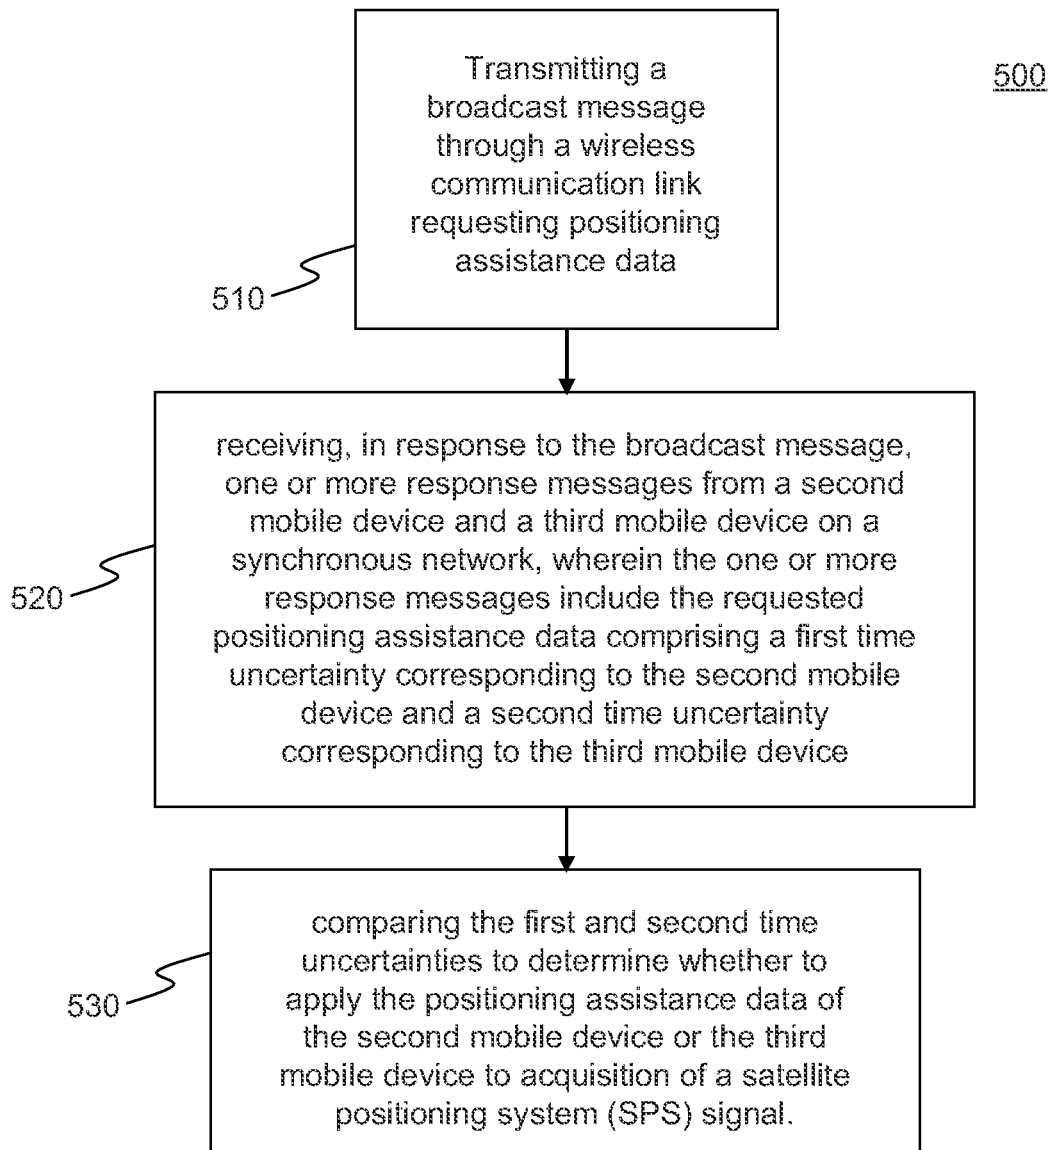 500
Transmitting a
broadcast message
through a wireless
communication link
requesting positioning
assistance data
510
receiving, in response to the broadcast message,
one or more response messages from a second
mobile device and a third mobile device on a
synchronous network, wherein the one or more
response messages include the requested
positioning assistance data comprising a first time
uncertainty corresponding to the second mobile
device and a second time uncertainty
corresponding to the third mobile device
520
comparing the first and second time
uncertainties to determine whether to
apply the positioning assistance data of
the second mobile device or the third
mobile device to acquisition of a satellite
positioning system (SPS) signal.
530